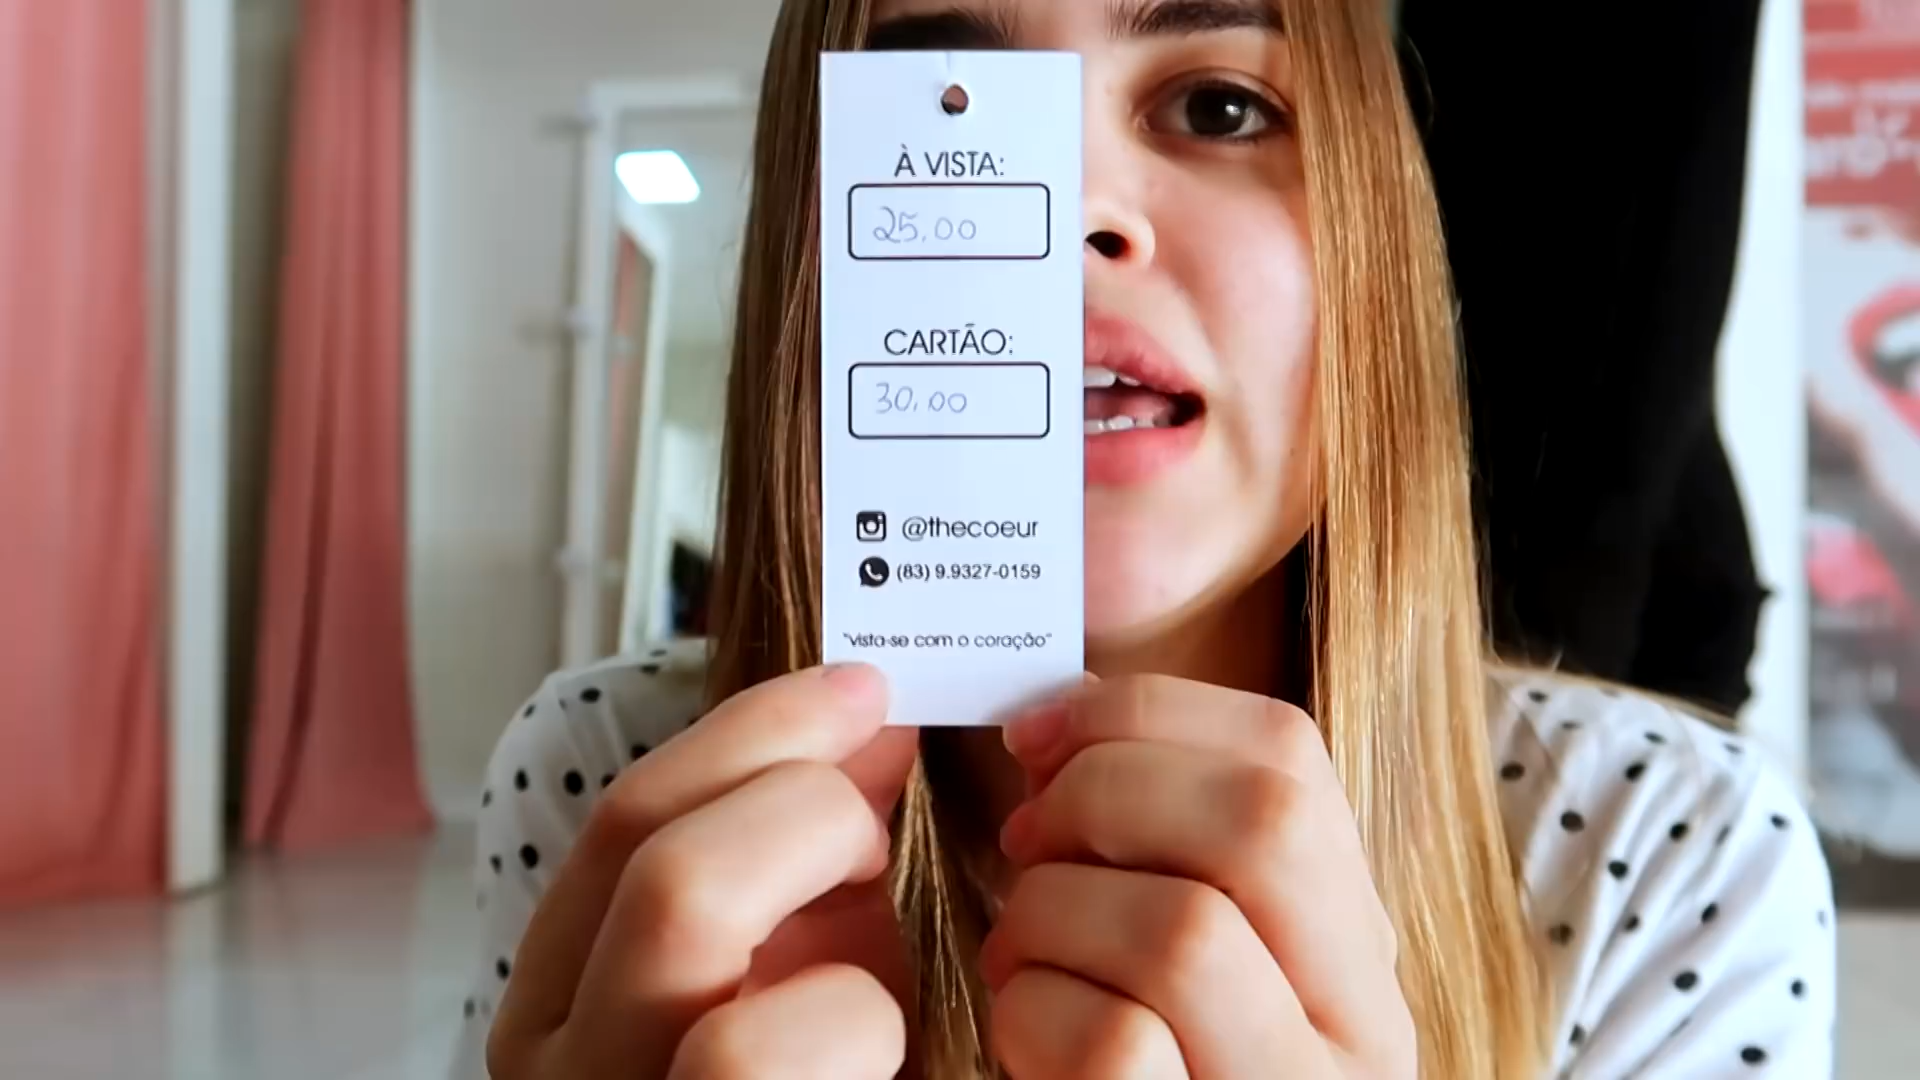 À VISTA:
25,00
CARTÃO:
30,00
@thecoeur
(83) 9.9327-0159
"vista-se com o coração"